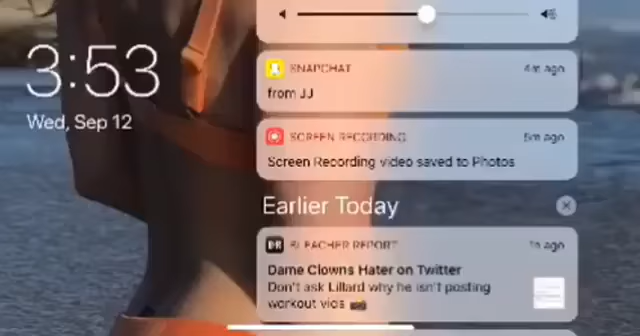 3:53
Wed, Sep 12
SNAPCHAT 4m ago
from JJ
SCREEN RECORDING 5m ago
Screen Recording video saved to Photos
Earlier Today
BLEACHER REPORT 1h ago
Dame Clowns Hater on Twitter
Don't ask Lillard why he isn't posting
workout vids 📸